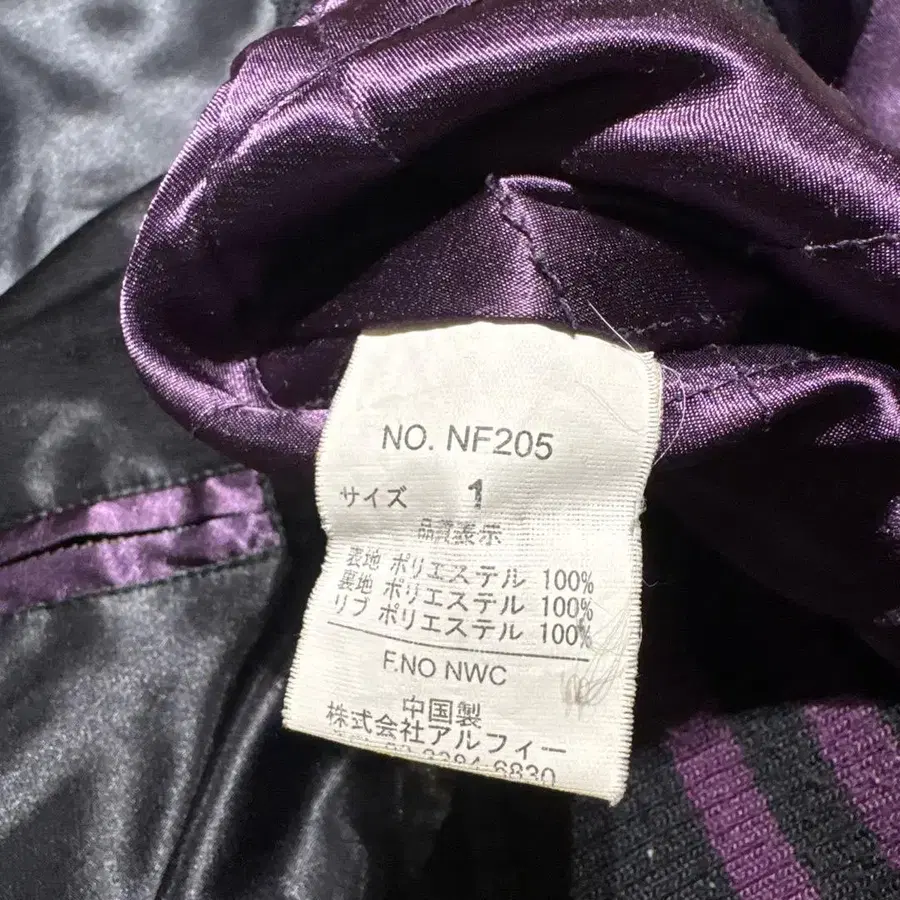 NO. NF205
サイズ 1
品質表示
表地 ポリエステル 100%
裏地 ポリエステル 100%
リブ ポリエステル 100%
F.NO NWC
中国製
株式会社アルフィー
6830